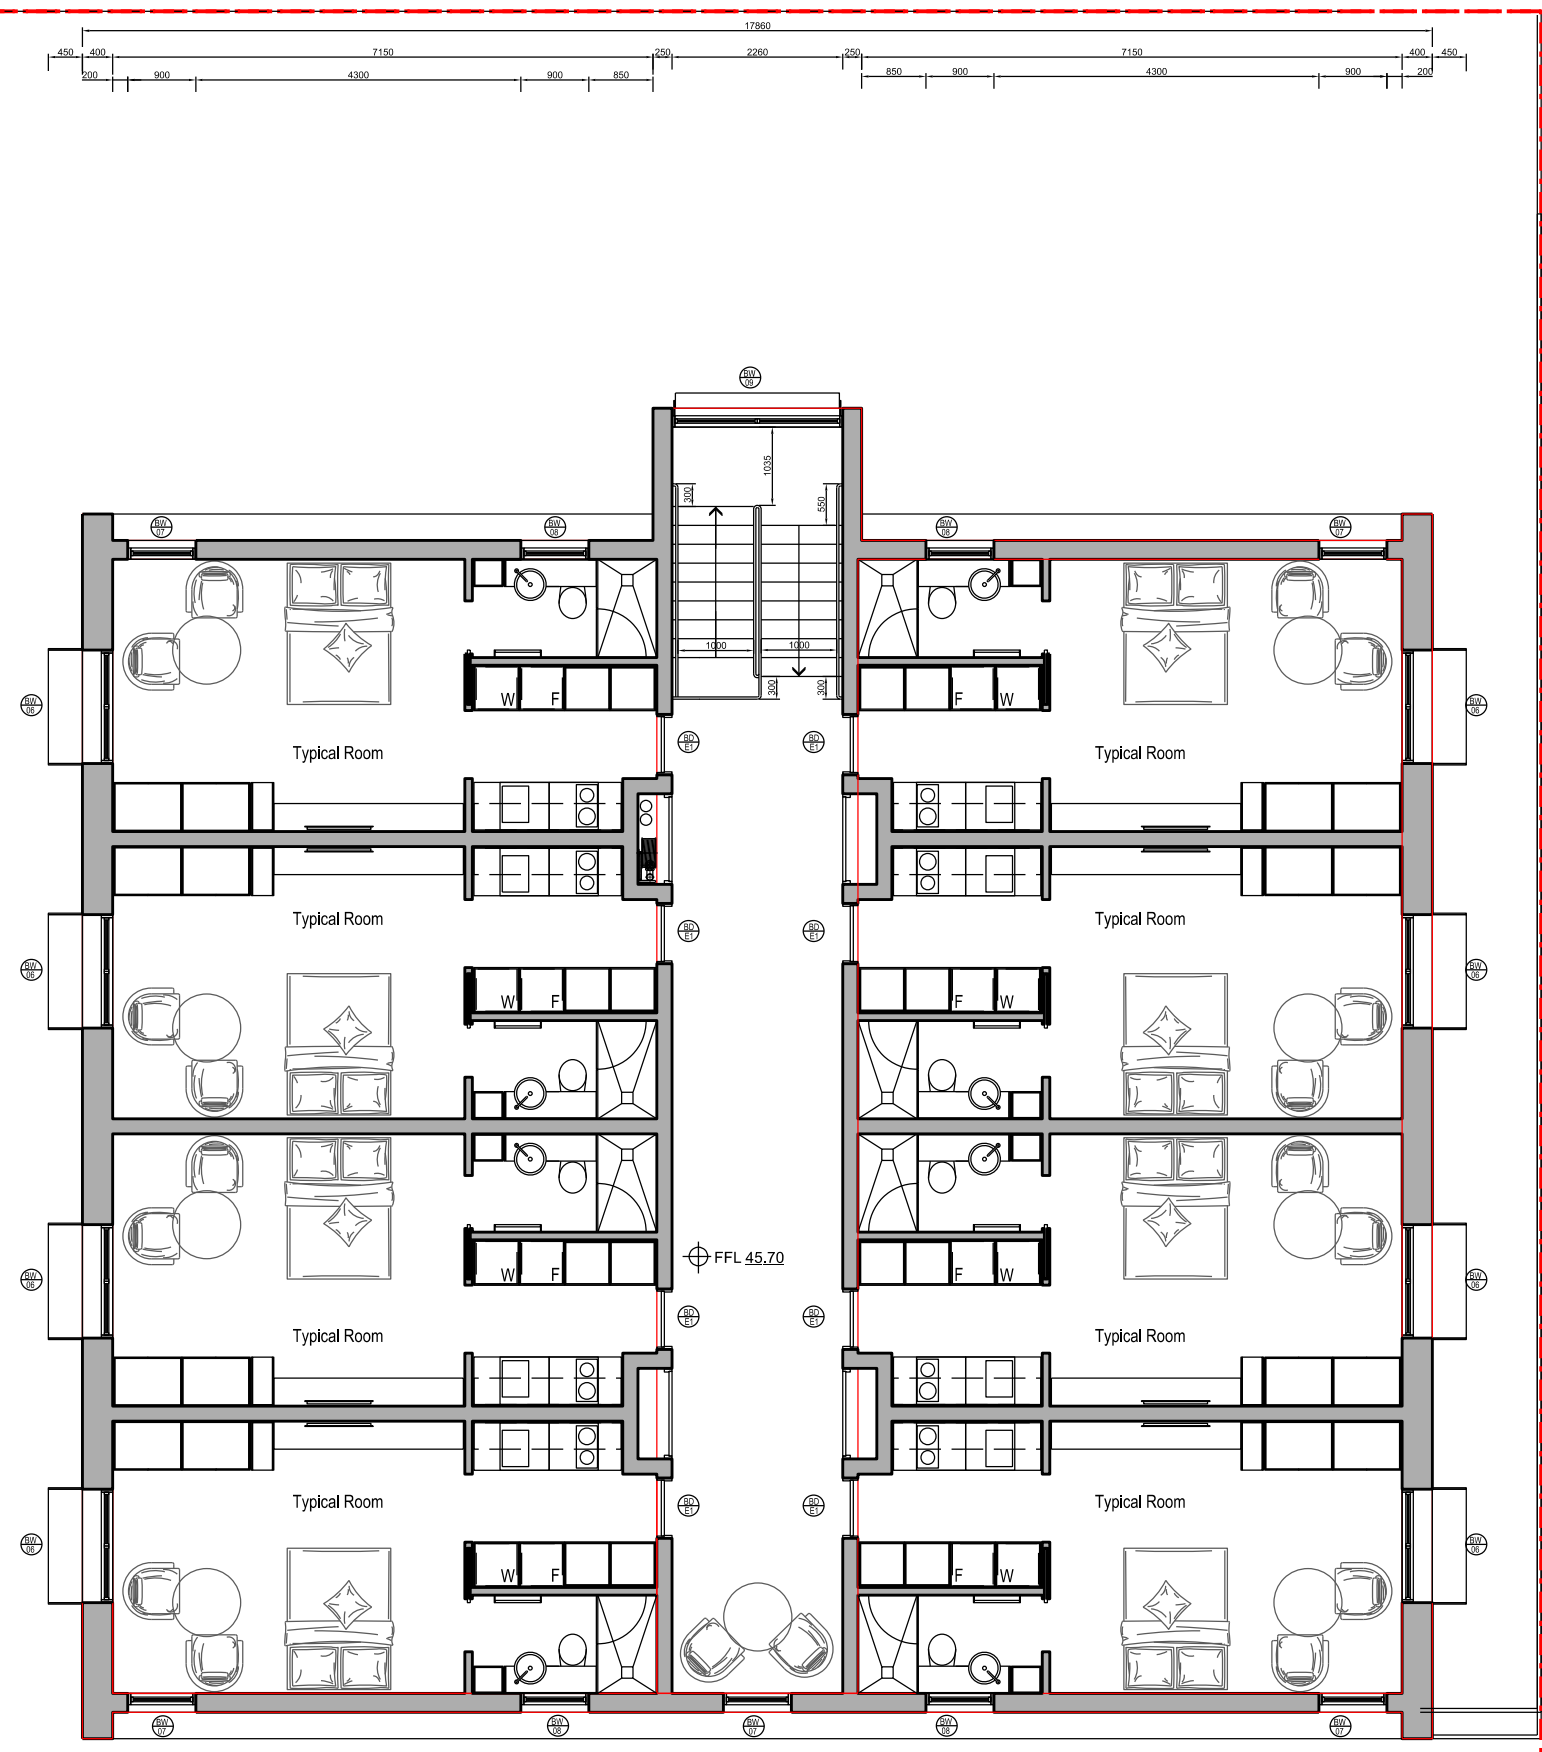 17860
450 400 7150 250 2260 250 7150 400 450
200 900 4300 900 850 850 900 4300 900 200
BW
09
1035
300
550
BW
07
BW
08
BW
08
BW
07
1000
1000
300
300
W F
F W
BW
06
BW
06
BD
E1
BD
E1
Typical Room
Typical Room
Typical Room
Typical Room
BD
E1
BD
E1
BW
06
BW
06
W F
F W
FFL 45.70
W F
F W
BW
06
BW
06
BD
E1
BD
E1
Typical Room
Typical Room
Typical Room
Typical Room
BD
E1
BD
E1
BW
06
BW
06
W F
F W
BW
07
BW
08
BW
07
BW
08
BW
07